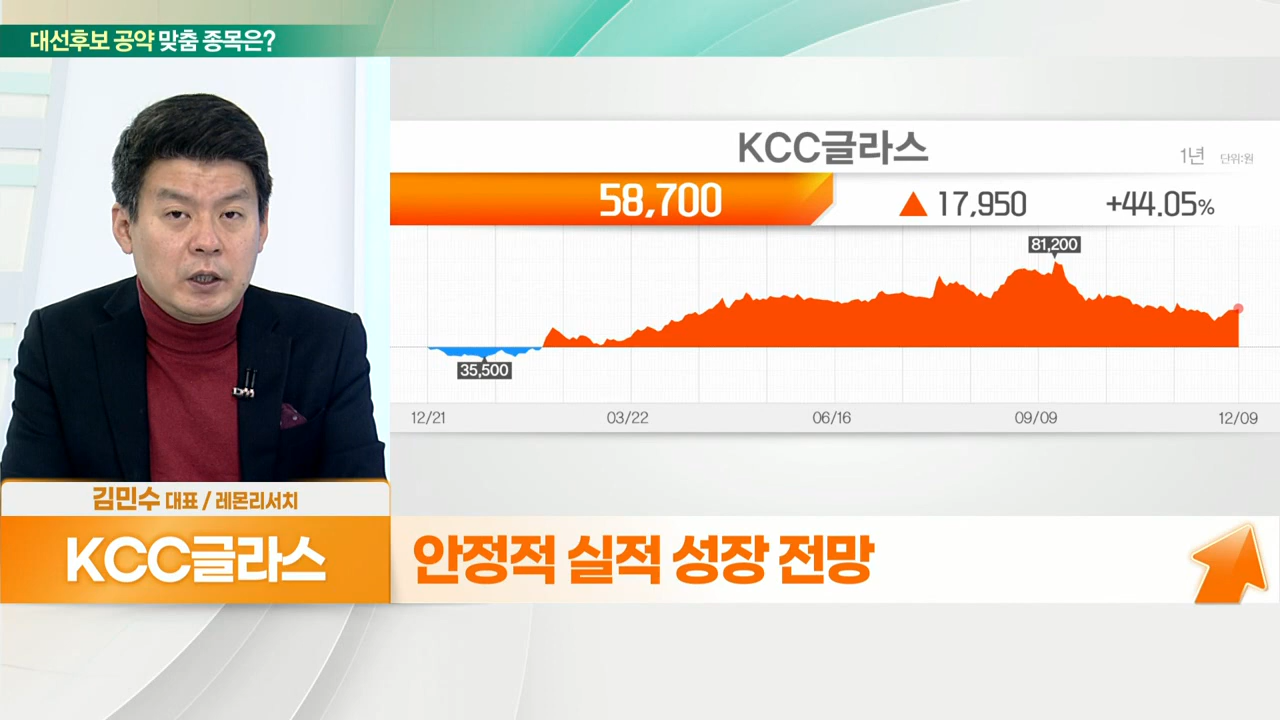 대선후보 공약 맞춤 종목은?
KCC글라스
1년 단위:원
58,700 ▲ 17,950 +44.05%
81,200
35,500
12/21 03/22 06/16 09/09 12/09
김민수 대표 / 레몬리서치
KCC글라스
안정적 실적 성장 전망